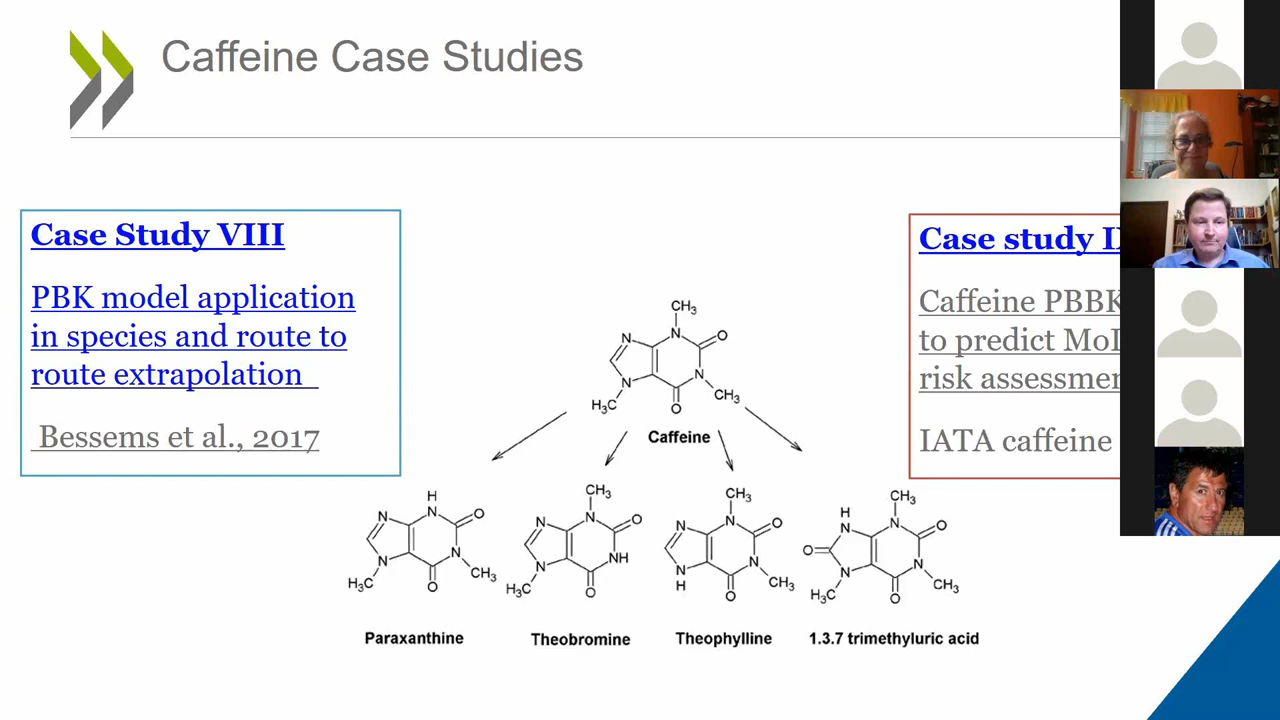 Caffeine Case Studies
Case Study VIII
PBK model application
in species and route to
route extrapolation
Bessems et al., 2017
Case study
Caffeine PBBK
to predict
risk
IATA caffeine
CH₃
N
N
O
N
N
H₃C
O
CH₃
Caffeine
H
N
N
O
N
N
H₃C
O
CH₃
Paraxanthine
CH₃
N
N
O
N
NH
H₃C
O
Theobromine
CH₃
N
N
O
N
H
N
O
CH₃
Theophylline
CH₃
H
N
N
O
O
N
N
H₃C
O
CH₃
1.3.7 trimethyluric acid